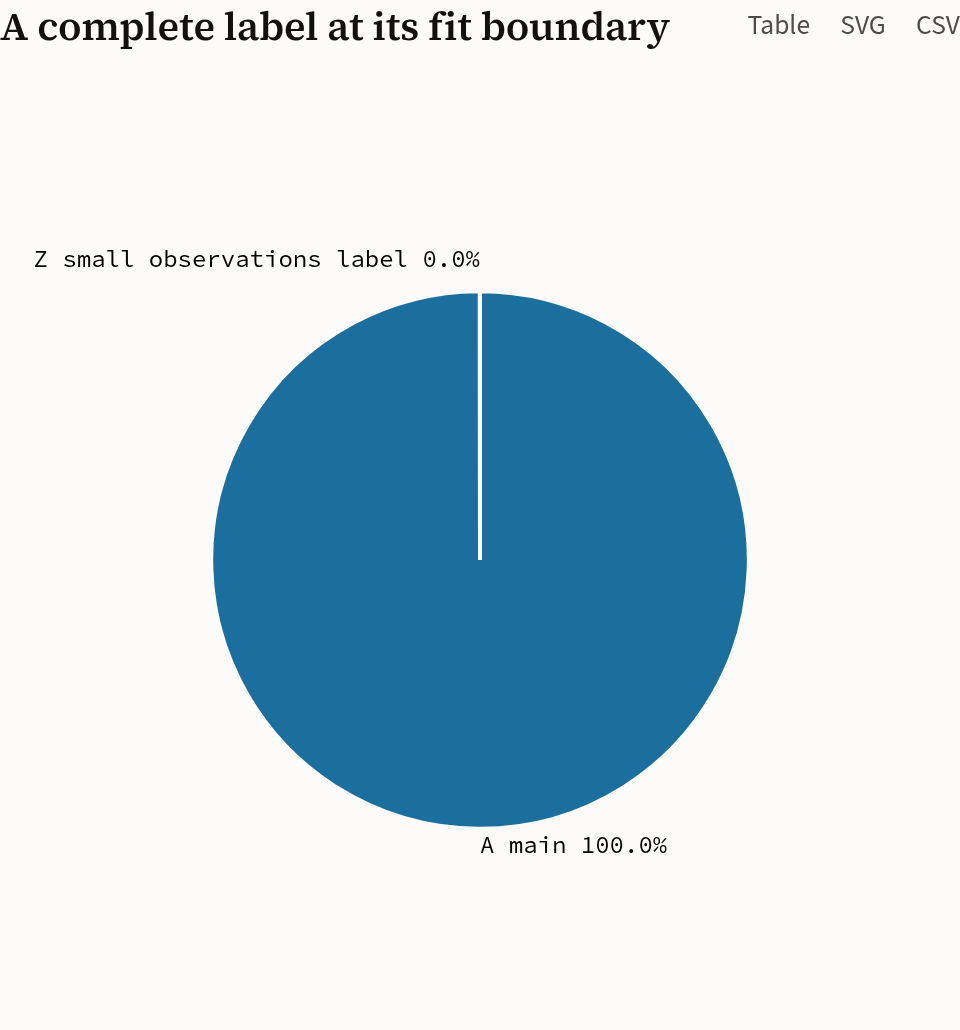 A complete label at its fit boundary
Table SVG CSV
Z small observations label 0.0%
A main 100.0%